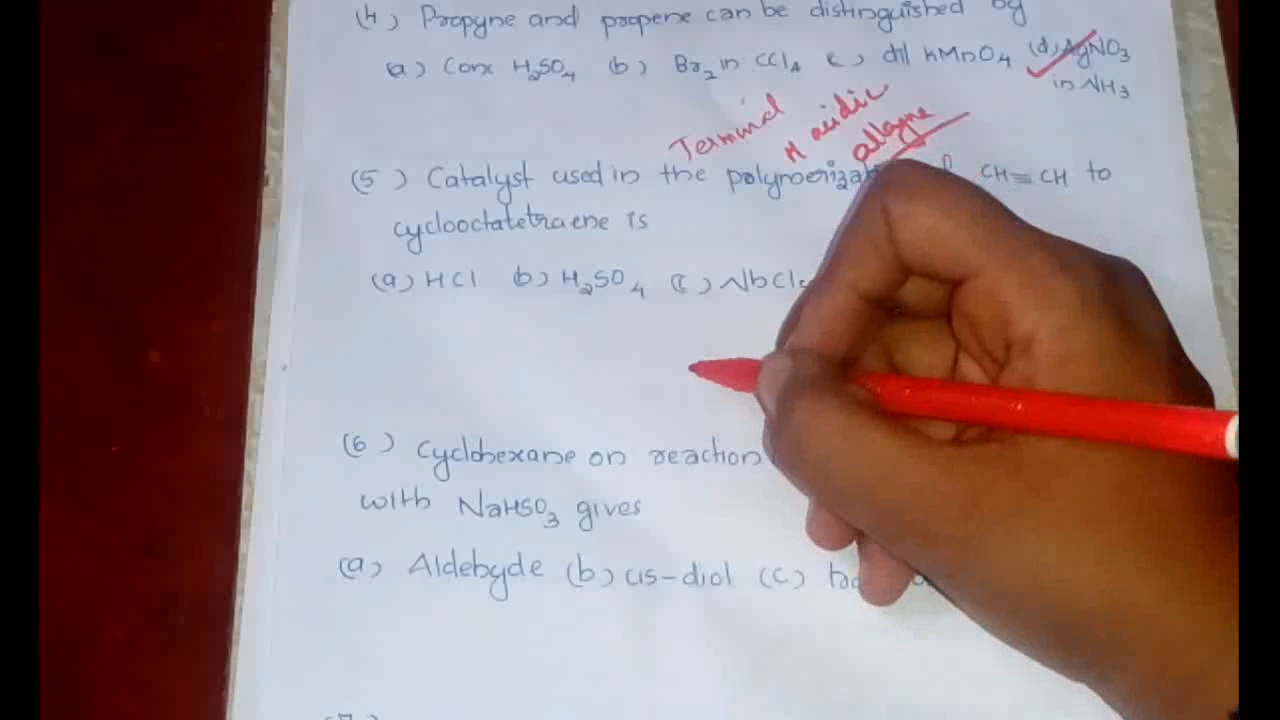 (4) Propyne and propene can be distinguished by
a) Conc H2SO4 (b) Br2 in CCl4 c) dil KMnO4 (d) AgNO3
in NH3
Terminal
H acidic
alkyne
(5) Catalyst used in the CH≡CH to
cyclooctatetraene is
(a) HCl b) H2SO4 (c)
(6) Cyclohexane on reaction
with NaHSO3 gives
(a) Aldehyde (b) cis-diol (c)